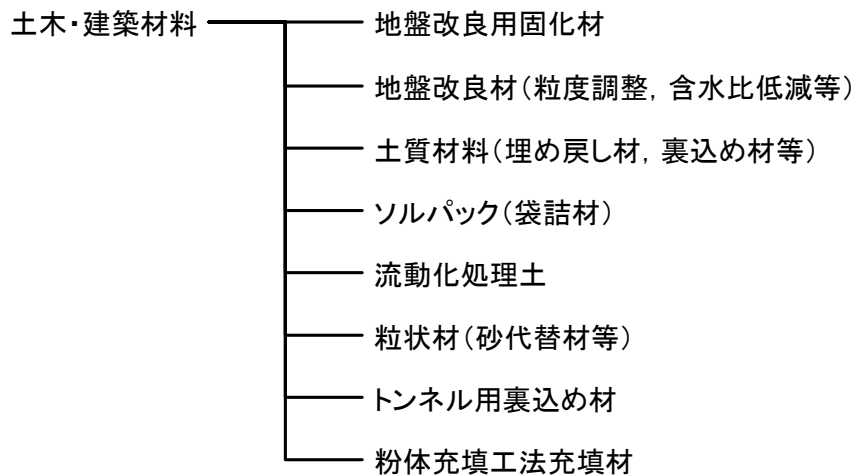 土木・建築材料
地盤改良用固化材
地盤改良材（粒度調整，含水比低減等）
土質材料（埋め戻し材，裏込め材等）
ソルパック（袋詰材）
流動化処理土
粒状材（砂代替材等）
トンネル用裏込め材
粉体充填工法充填材